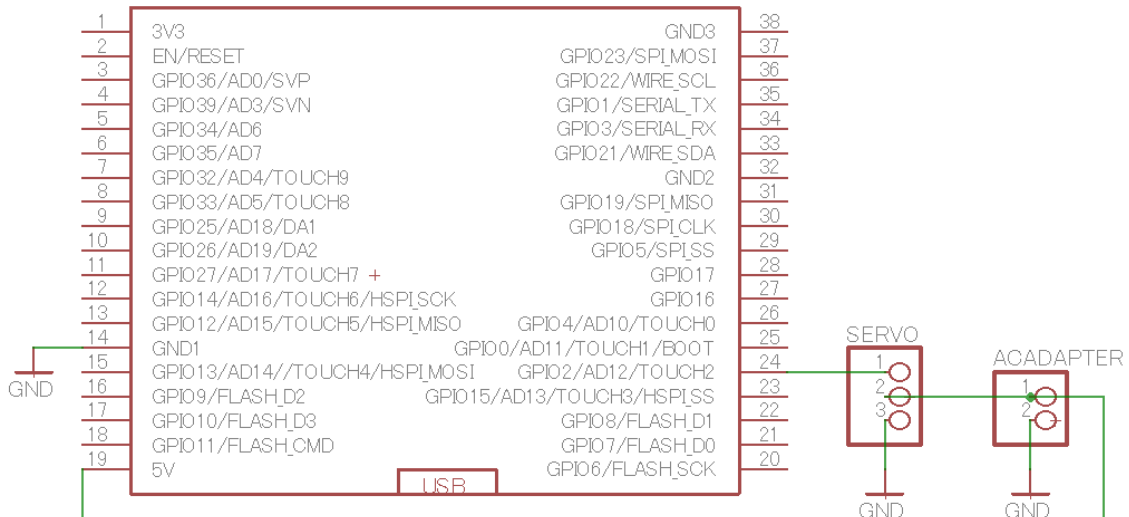 1 3V3
2 EN/RESET
3 GPIO36/AD0/SVP
4 GPIO39/AD3/SVN
5 GPIO34/AD6
6 GPIO35/AD7
7 GPIO32/AD4/TOUCH9
8 GPIO33/AD5/TOUCH8
9 GPIO25/AD18/DA1
10 GPIO26/AD19/DA2
11 GPIO27/AD17/TOUCH7
12 GPIO14/AD16/TOUCH6/HSPI_SCK
13 GPIO12/AD15/TOUCH5/HSPI_MISO
14 GND1
15 GPIO13/AD14//TOUCH4/HSPI_MOSI
16 GPIO9/FLASH_D2
17 GPIO10/FLASH_D3
18 GPIO11/FLASH_CMD
19 5V
GND
USB
GND3 38
GPIO23/SPI_MOSI 37
GPIO22/WIRE_SCL 36
GPIO1/SERIAL_TX 35
GPIO3/SERIAL_RX 34
GPIO21/WIRE_SDA 33
GND2 32
GPIO19/SPI_MISO 31
GPIO18/SPI_CLK 30
GPIO5/SPI_SS 29
GPIO17 28
GPIO16 27
GPIO4/AD10/TOUCH0 26
GPIO0/AD11/TOUCH1/BOOT 25
GPIO2/AD12/TOUCH2 24
GPIO15/AD13/TOUCH3/HSPI_SS 23
GPIO8/FLASH_D1 22
GPIO7/FLASH_D0 21
GPIO6/FLASH_SCK 20
SERVO
1
2
3
GND
ACADAPTER
1
2
GND